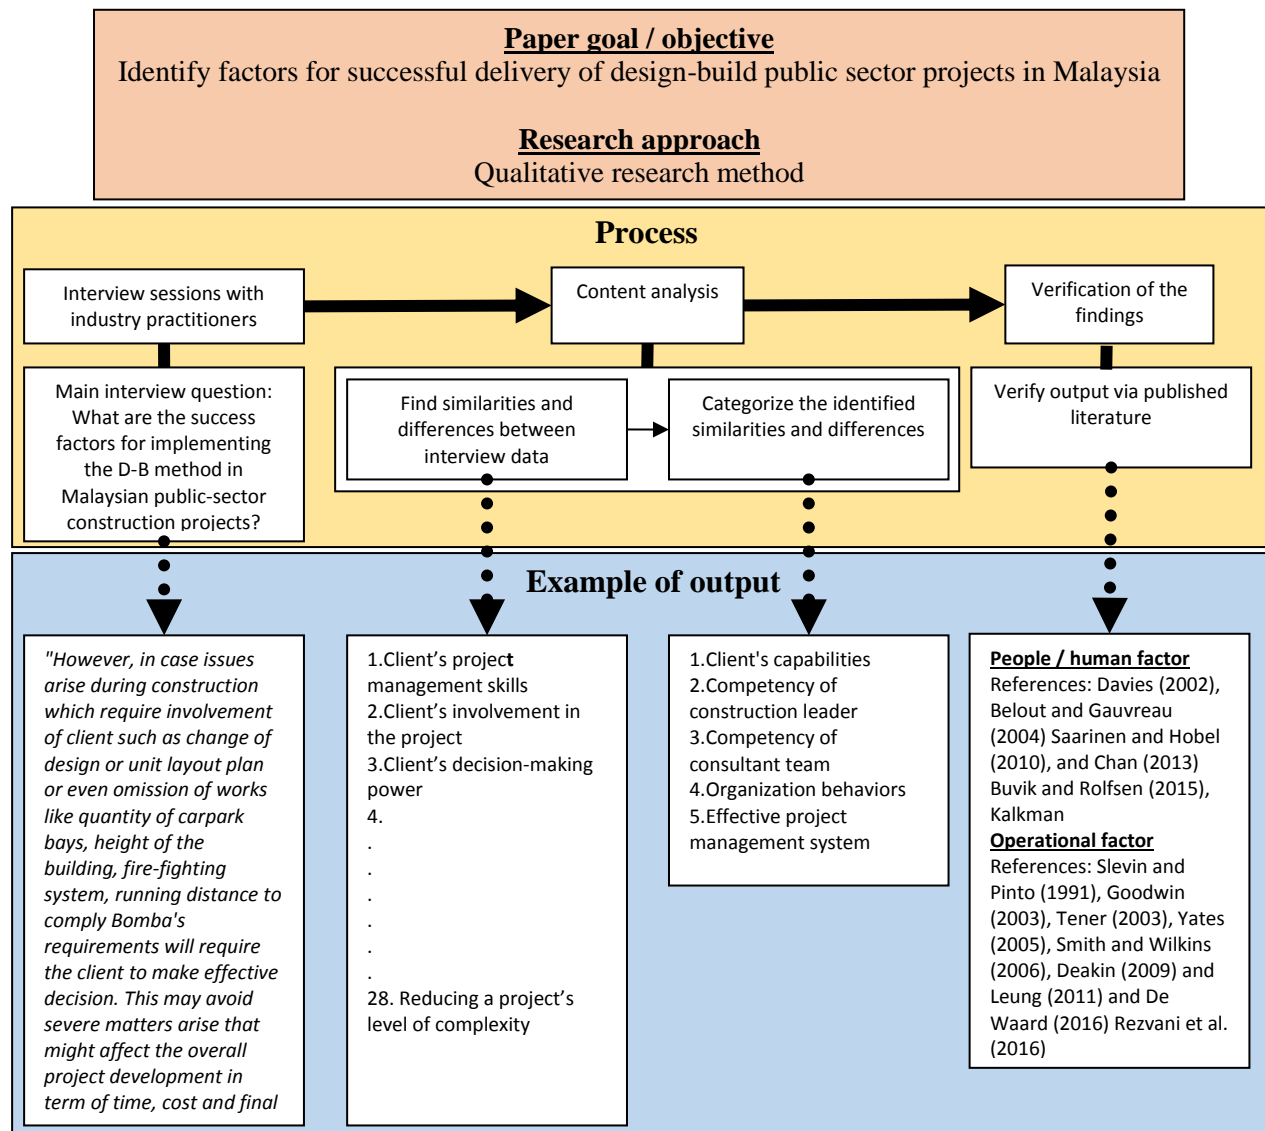 Paper goal / objective
Identify factors for successful delivery of design-build public sector projects in Malaysia
Research approach
Qualitative research method
Process
Interview sessions with
industry practitioners
Content analysis
Verification of the
findings
Main interview question:
What are the success
factors for implementing
the D-B method in
Malaysian public-sector
construction projects?
Find similarities and
differences between
interview data
Categorize the identified
similarities and differences
Verify output via published
literature
Example of output
"However, in case issues
arise during construction
which require involvement
of client such as change of
design or unit layout plan
or even omission of works
like quantity of carpark
bays, height of the
building, fire-fighting
system, running distance to
comply Bomba's
requirements will require
the client to make effective
decision. This may avoid
severe matters arise that
might affect the overall
project development in
term of time, cost and final
1.Client's project
management skills
2.Client's involvement in
the project
3.Client's decision-making
power
4.
.
.
.
.
.
.
28. Reducing a project's
level of complexity
1.Client's capabilities
2.Competency of
construction leader
3.Competency of
consultant team
4.Organization behaviors
5.Effective project
management system
People / human factor
References: Davies (2002),
Belout and Gauvreau
(2004) Saarinen and Hobel
(2010), and Chan (2013)
Buvik and Rolfsen (2015),
Kalkman
Operational factor
References: Slevin and
Pinto (1991), Goodwin
(2003), Tener (2003), Yates
(2005), Smith and Wilkins
(2006), Deakin (2009) and
Leung (2011) and De
Waard (2016) Rezvani et al.
(2016)